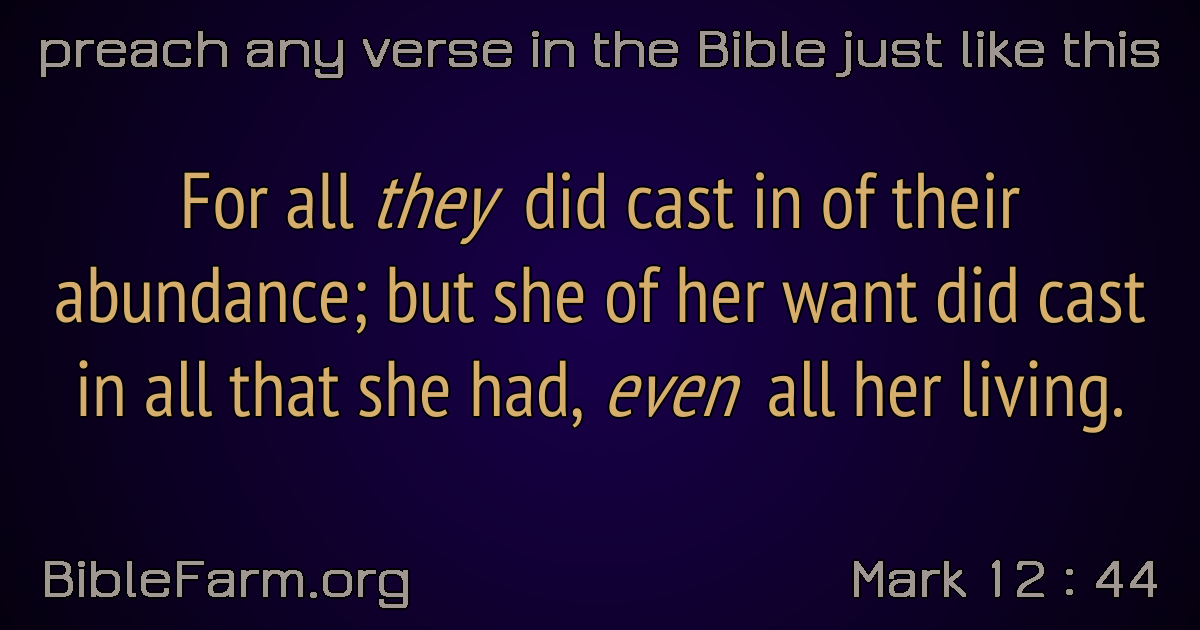 preach any verse in the Bible just like this
For all they did cast in of their
abundance; but she of her want did cast
in all that she had, even all her living.
BibleFarm.org
Mark 12 : 44